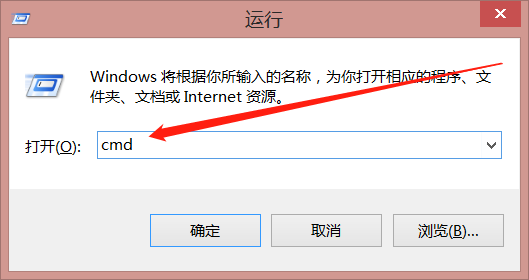 运行
Windows 将根据你所输入的名称，为你打开相应的程序、文
件夹、文档或 Internet 资源。
打开(O): cmd
确定 取消 浏览(B)...